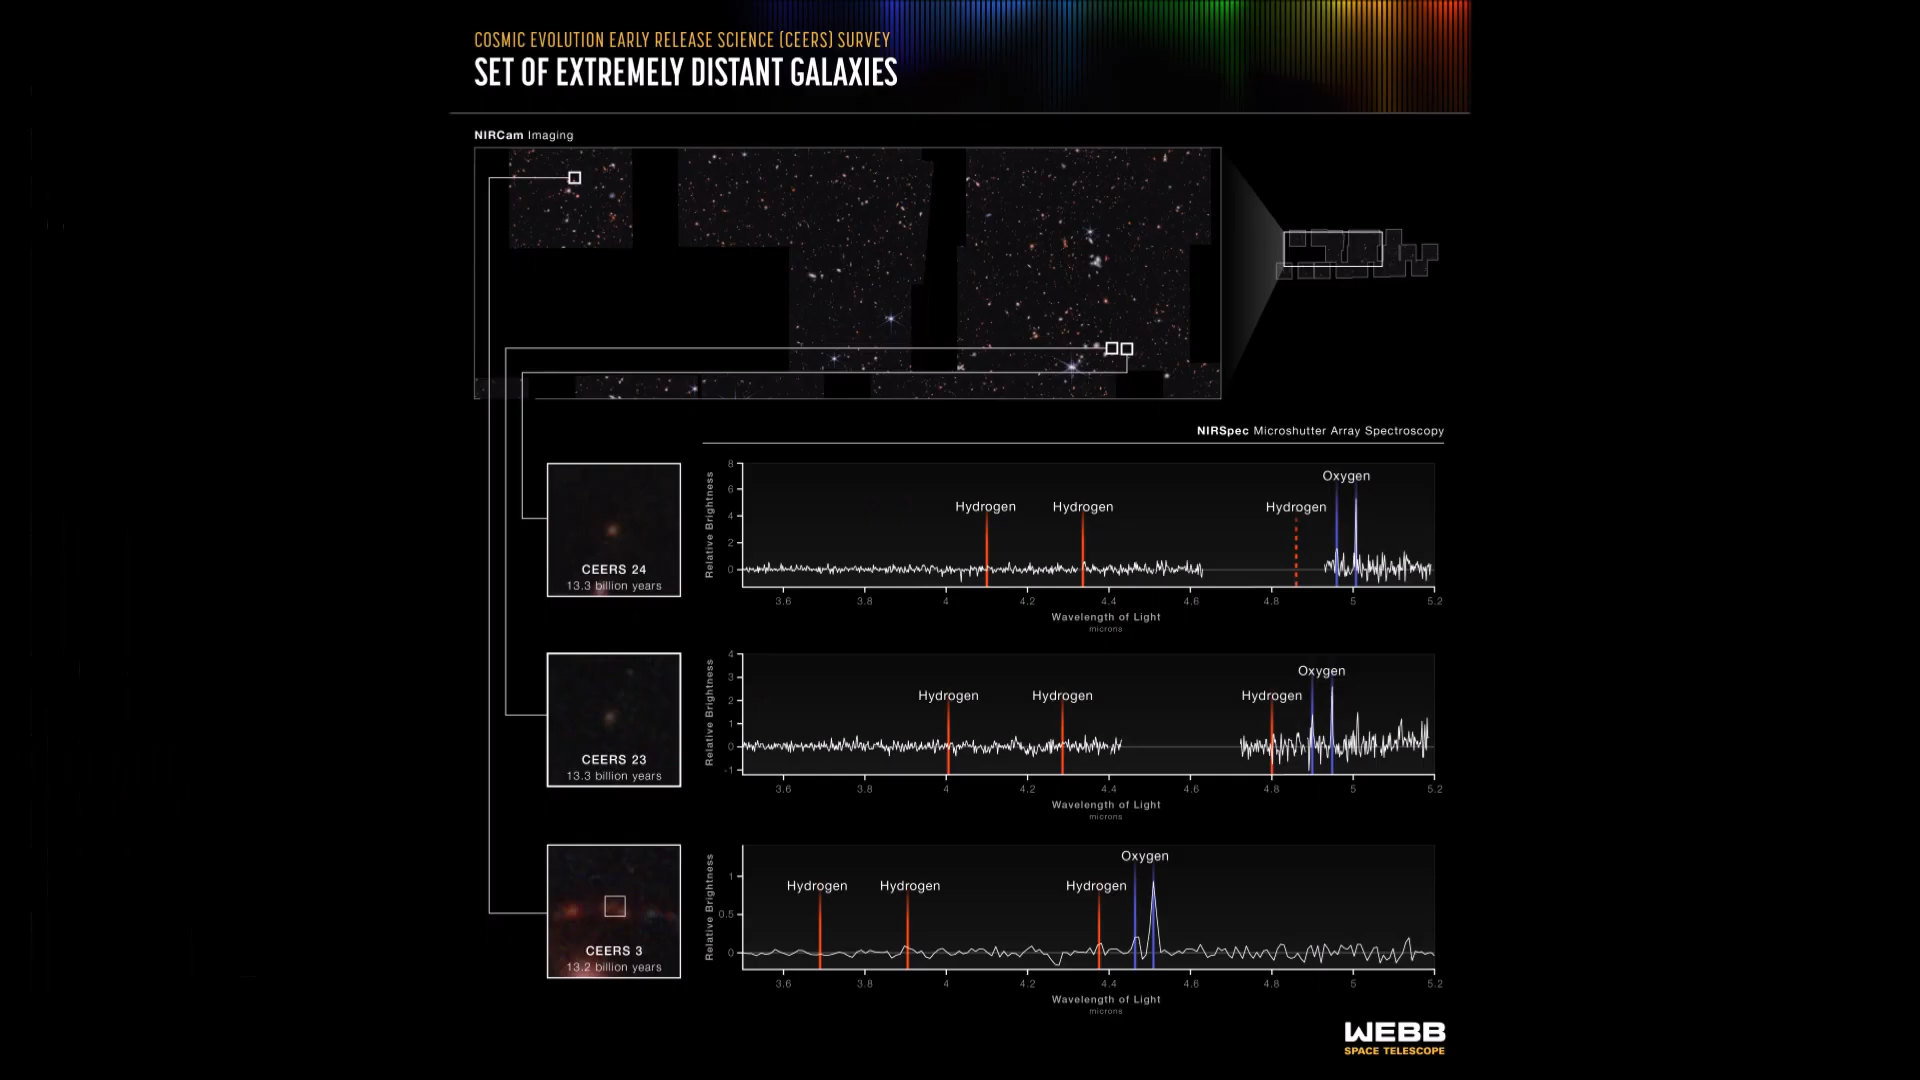 COSMIC EVOLUTION EARLY RELEASE SCIENCE (CEERS) SURVEY
SET OF EXTREMELY DISTANT GALAXIES
NIRCam Imaging
NIRSpec Microshutter Array Spectroscopy
CEERS 24
13.3 billion years
Relative Brightness
8
6
4
2
0
Hydrogen
Hydrogen
Hydrogen
Oxygen
3.6 3.8 4 4.2 4.4 4.6 4.8 5 5.2
Wavelength of Light
microns
CEERS 23
13.3 billion years
Relative Brightness
4
3
2
1
0
-1
Hydrogen
Hydrogen
Hydrogen
Oxygen
3.6 3.8 4 4.2 4.4 4.6 4.8 5 5.2
Wavelength of Light
microns
CEERS 3
13.2 billion years
Relative Brightness
1
0.5
0
Hydrogen
Hydrogen
Hydrogen
Oxygen
3.6 3.8 4 4.2 4.4 4.6 4.8 5 5.2
Wavelength of Light
microns
WEBB
SPACE TELESCOPE